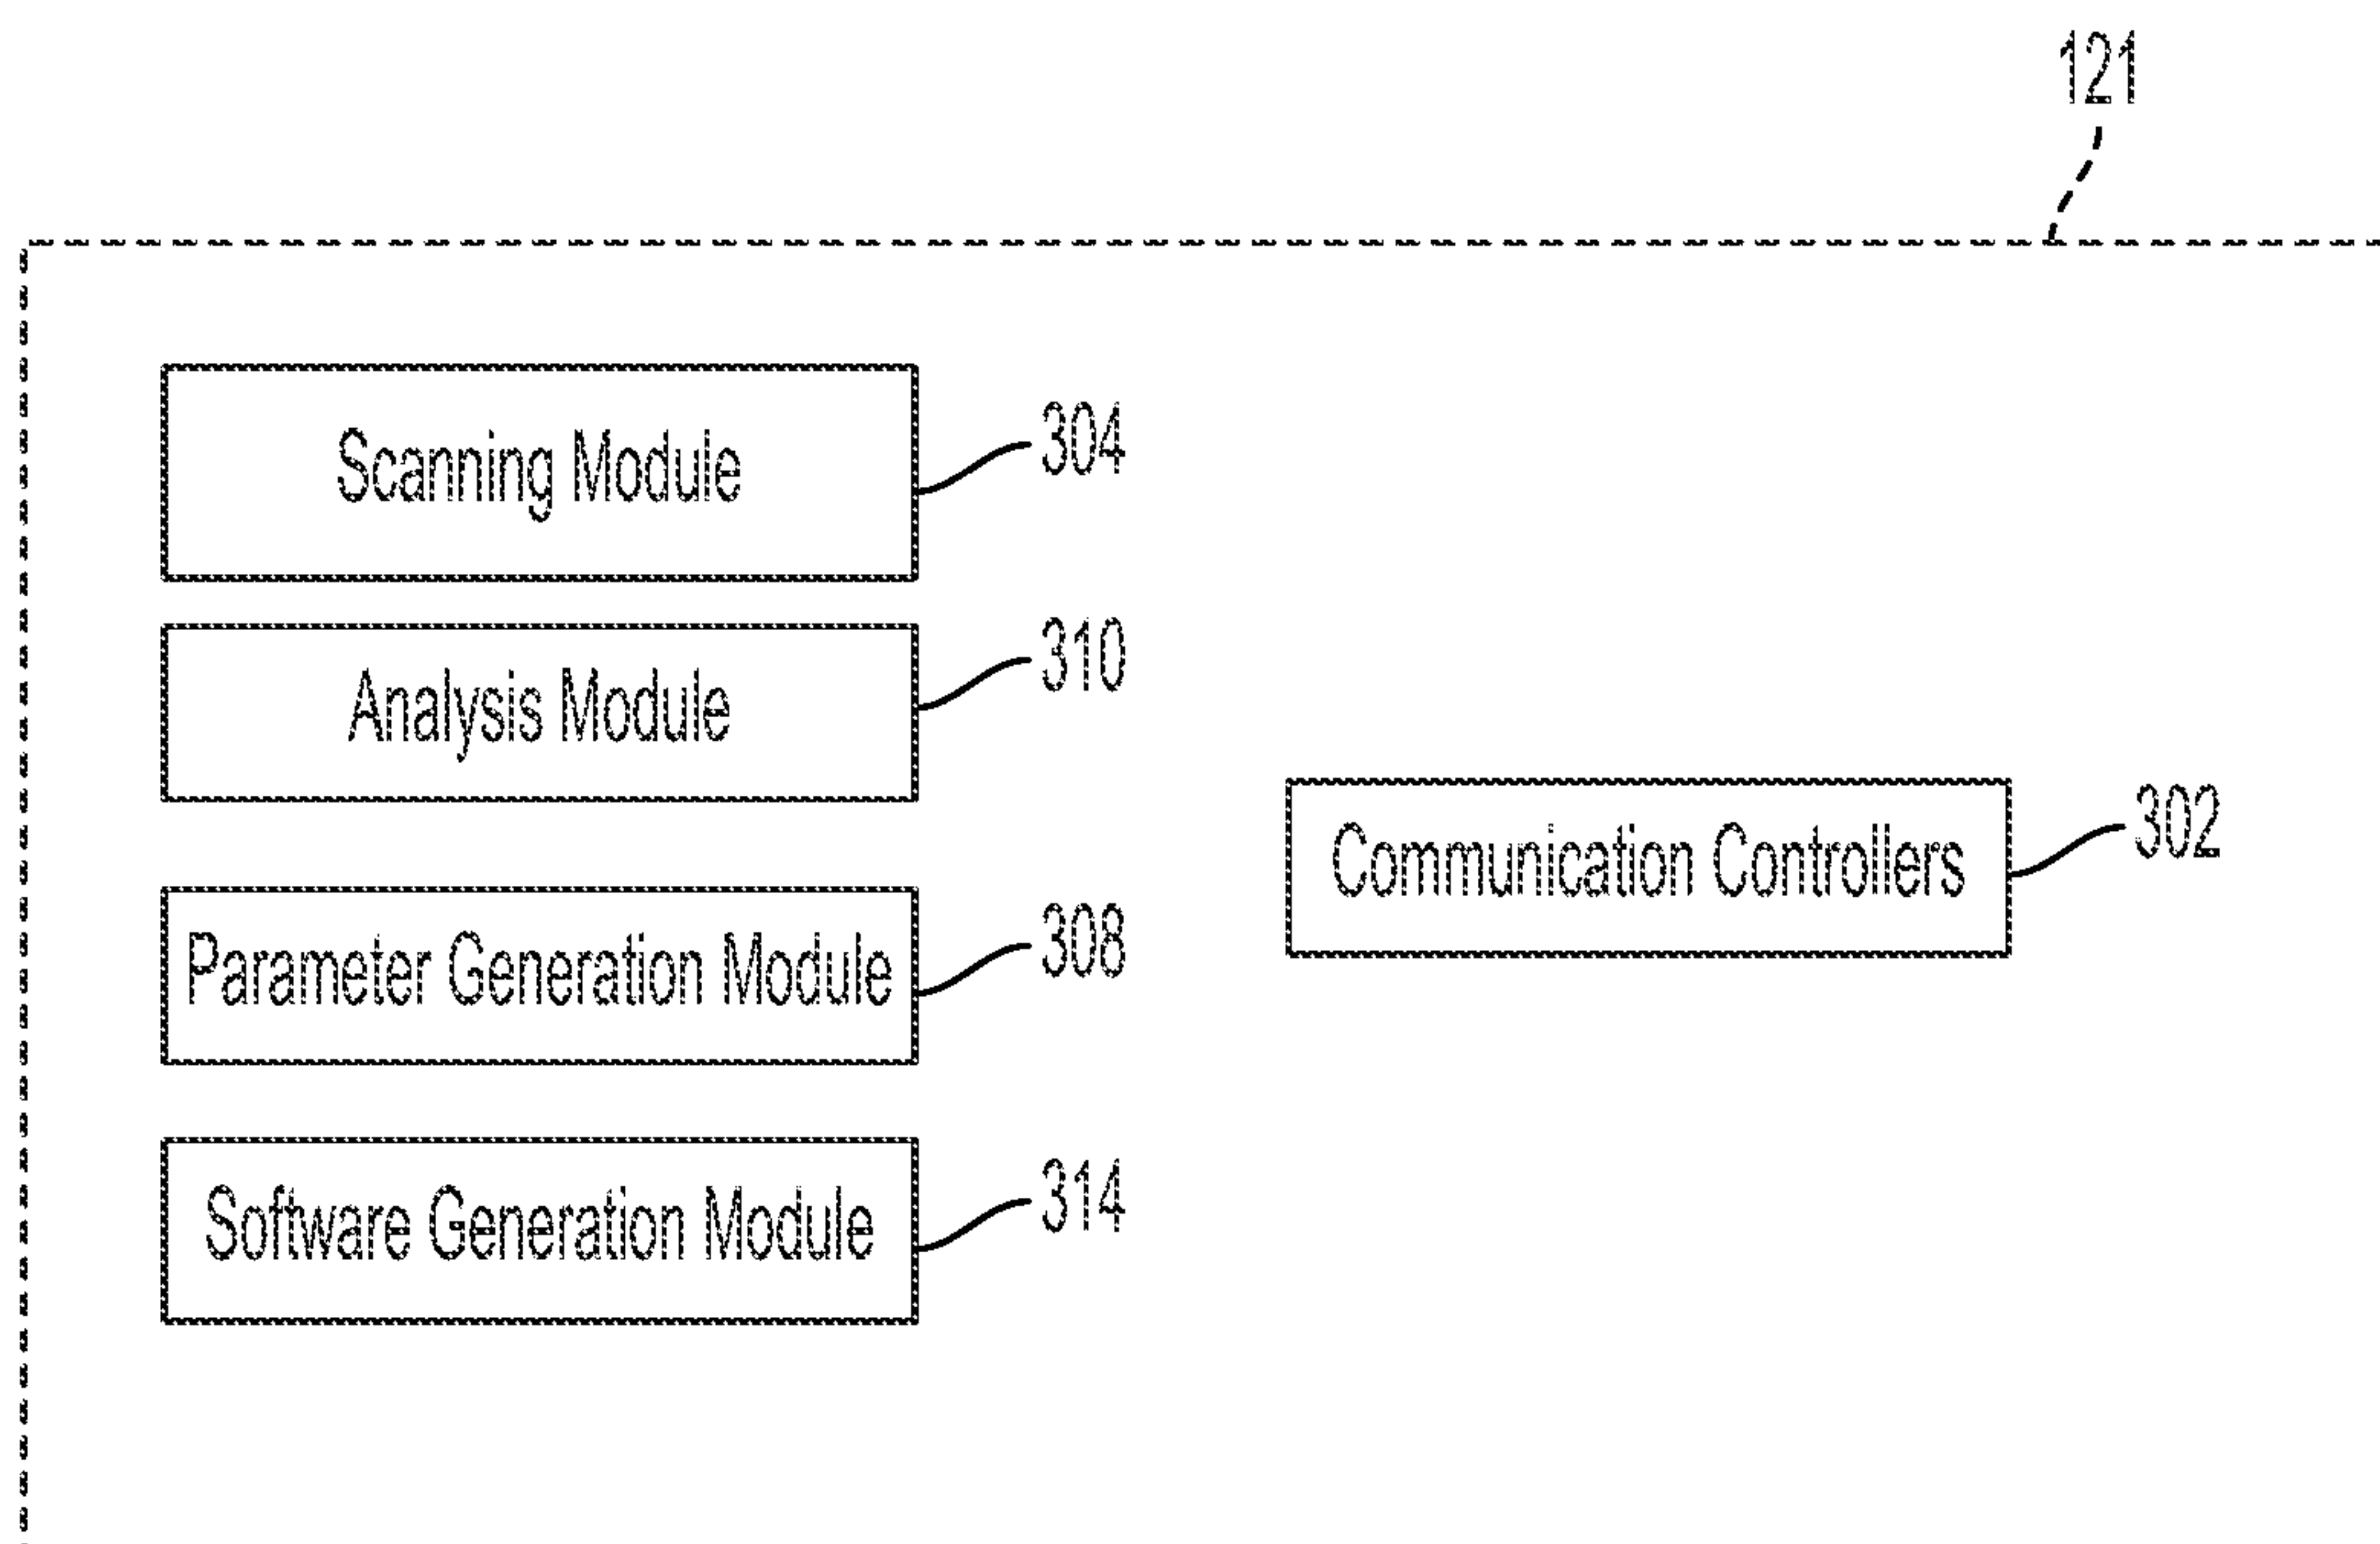 121
Scanning Module
304
Analysis Module
310
Parameter Generation Module
308
Software Generation Module
314
Communication Controllers
302